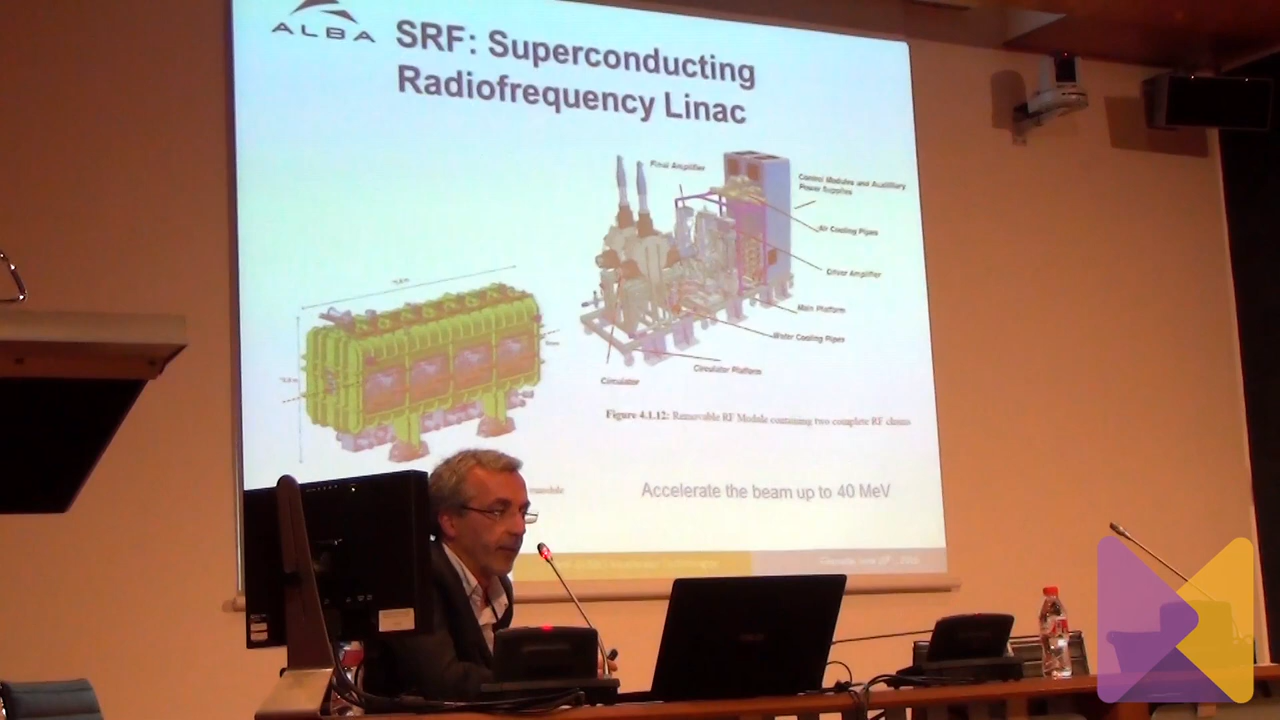 ALBA
SRF: Superconducting
Radiofrequency Linac
Final Amplifier
Control Modules and Auxiliary
Power Supplies
Air Cooling Pipes
Driver Amplifier
Main Platform
Water Cooling Pipes
Circulator Platform
Circulator
Figure 4.1.12: Removable RF Module containing two complete RF chains
Accelerate the beam up to 40 MeV